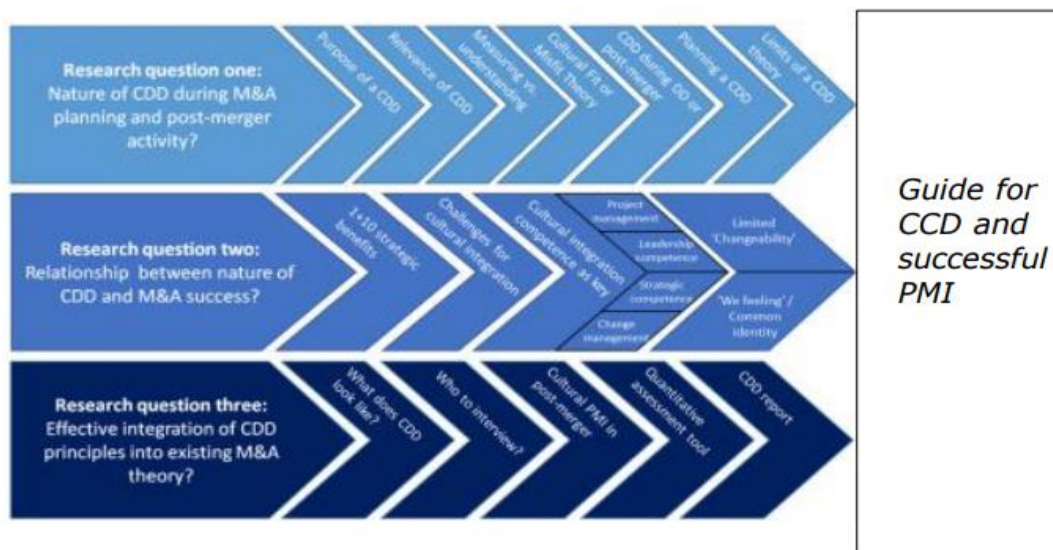 Research question one:
Nature of CDD during M&A
planning and post-merger
activity?
Purpose of a CDD
Relevance of CDD
Measuring vs.
understanding
Cultural Fit or
Misfit Theory
CDD during DD or
post-merger
Planning a CDD
Limits of a CDD
theory
Research question two:
Relationship between nature of
CDD and M&A success?
1+10 strategic
benefits
Challenges for
cultural integration
Cultural integration
competence as key
Project
management
Leadership
competence
Strategic
competence
Change
management
Limited
'Changeability'
'We feeling'/
Common
identity
Research question three:
Effective integration of CDD
principles into existing M&A
theory?
What does CDD
look like?
Who to interview?
Cultural PMI in
post-merger
Quantitative
assessment tool
CDD report
Guide for
CCD and
successful
PMI